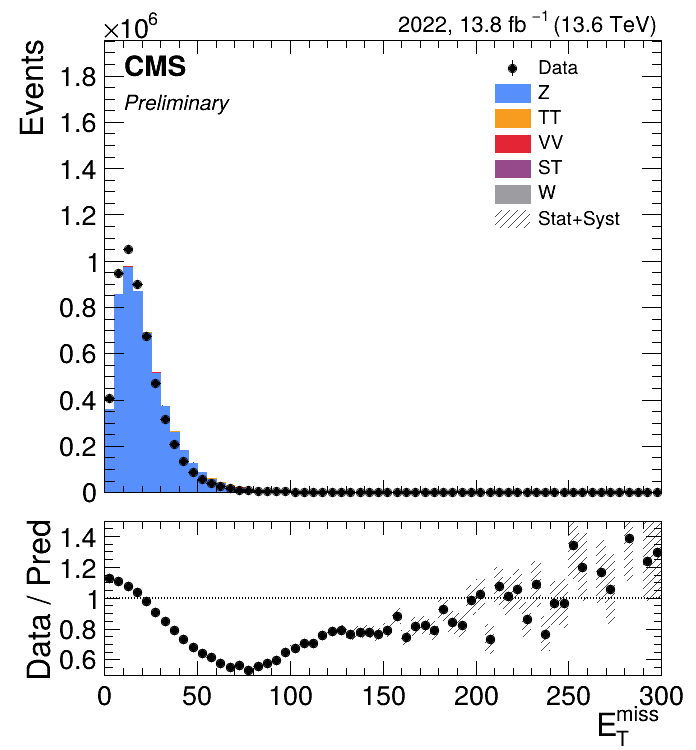 ×10⁶
2022, 13.8 fb⁻¹ (13.6 TeV)
CMS
Preliminary
Events
1.8
1.6
1.4
1.2
1
0.8
0.6
0.4
0.2
0
Data
Z
TT
VV
ST
W
Stat+Syst
Data / Pred
1.4
1.2
1
0.8
0.6
0 50 100 150 200 250 300
E_T^miss